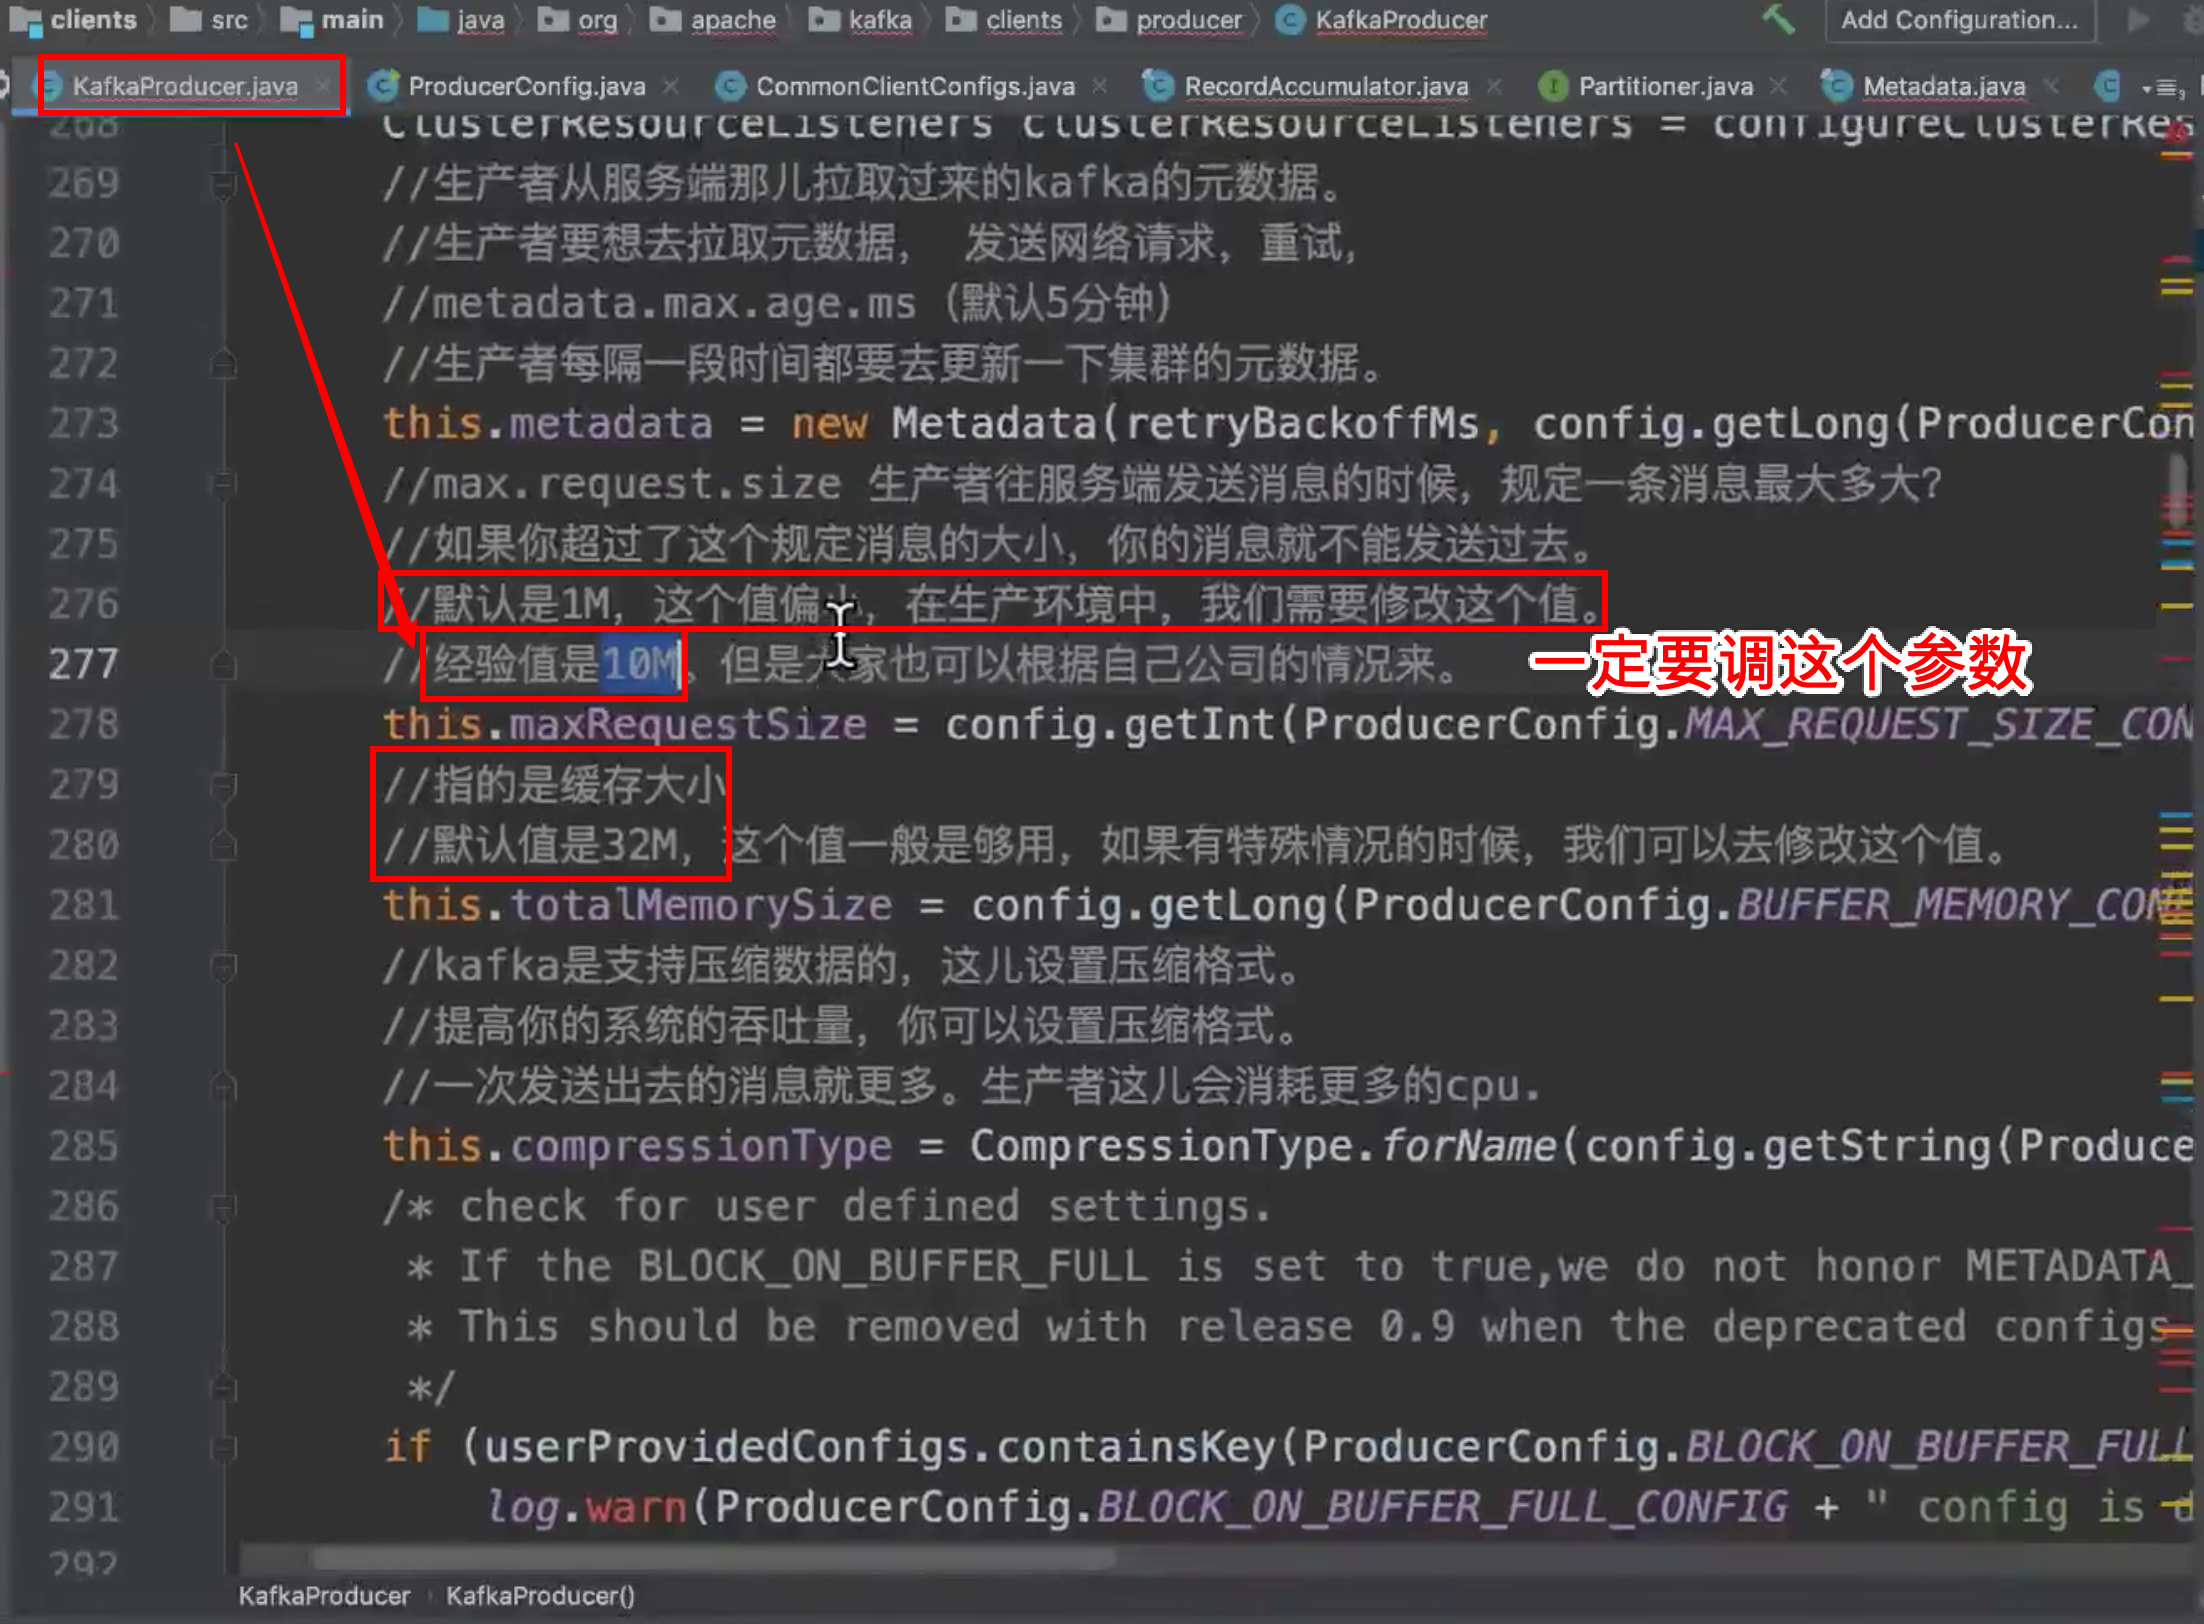 clients src main java org apache kafka clients producer KafkaProducer Add Configuration...
KafkaProducer.java ProducerConfig.java CommonClientConfigs.java RecordAccumulator.java Partitioner.java Metadata.java
268 ClusterResourceListeners clusterResourceListeners = configureClusterRes
269 //生产者从服务端那儿拉取过来的kafka的元数据。
270 //生产者要想去拉取元数据， 发送网络请求，重试，
271 //metadata.max.age.ms（默认5分钟）
272 //生产者每隔一段时间都要去更新一下集群的元数据。
273 this.metadata = new Metadata(retryBackoffMs, config.getLong(ProducerCon
274 //max.request.size 生产者往服务端发送消息的时候，规定一条消息最大多大？
275 //如果你超过了这个规定消息的大小，你的消息就不能发送过去。
276 //默认是1M，这个值偏小，在生产环境中，我们需要修改这个值。
277 //经验值是10M。但是大家也可以根据自己公司的情况来。
一定要调这个参数
278 this.maxRequestSize = config.getInt(ProducerConfig.MAX_REQUEST_SIZE_CON
279 //指的是缓存大小
280 //默认值是32M，这个值一般是够用，如果有特殊情况的时候，我们可以去修改这个值。
281 this.totalMemorySize = config.getLong(ProducerConfig.BUFFER_MEMORY_CON
282 //kafka是支持压缩数据的，这儿设置压缩格式。
283 //提高你的系统的吞吐量，你可以设置压缩格式。
284 //一次发送出去的消息就更多。生产者这儿会消耗更多的cpu.
285 this.compressionType = CompressionType.forName(config.getString(Produce
286 /* check for user defined settings.
287 * If the BLOCK_ON_BUFFER_FULL is set to true,we do not honor METADATA_
288 * This should be removed with release 0.9 when the deprecated configs
289 */
290 if (userProvidedConfigs.containsKey(ProducerConfig.BLOCK_ON_BUFFER_FULL
291 log.warn(ProducerConfig.BLOCK_ON_BUFFER_FULL_CONFIG + " config is d
292
KafkaProducer KafkaProducer()